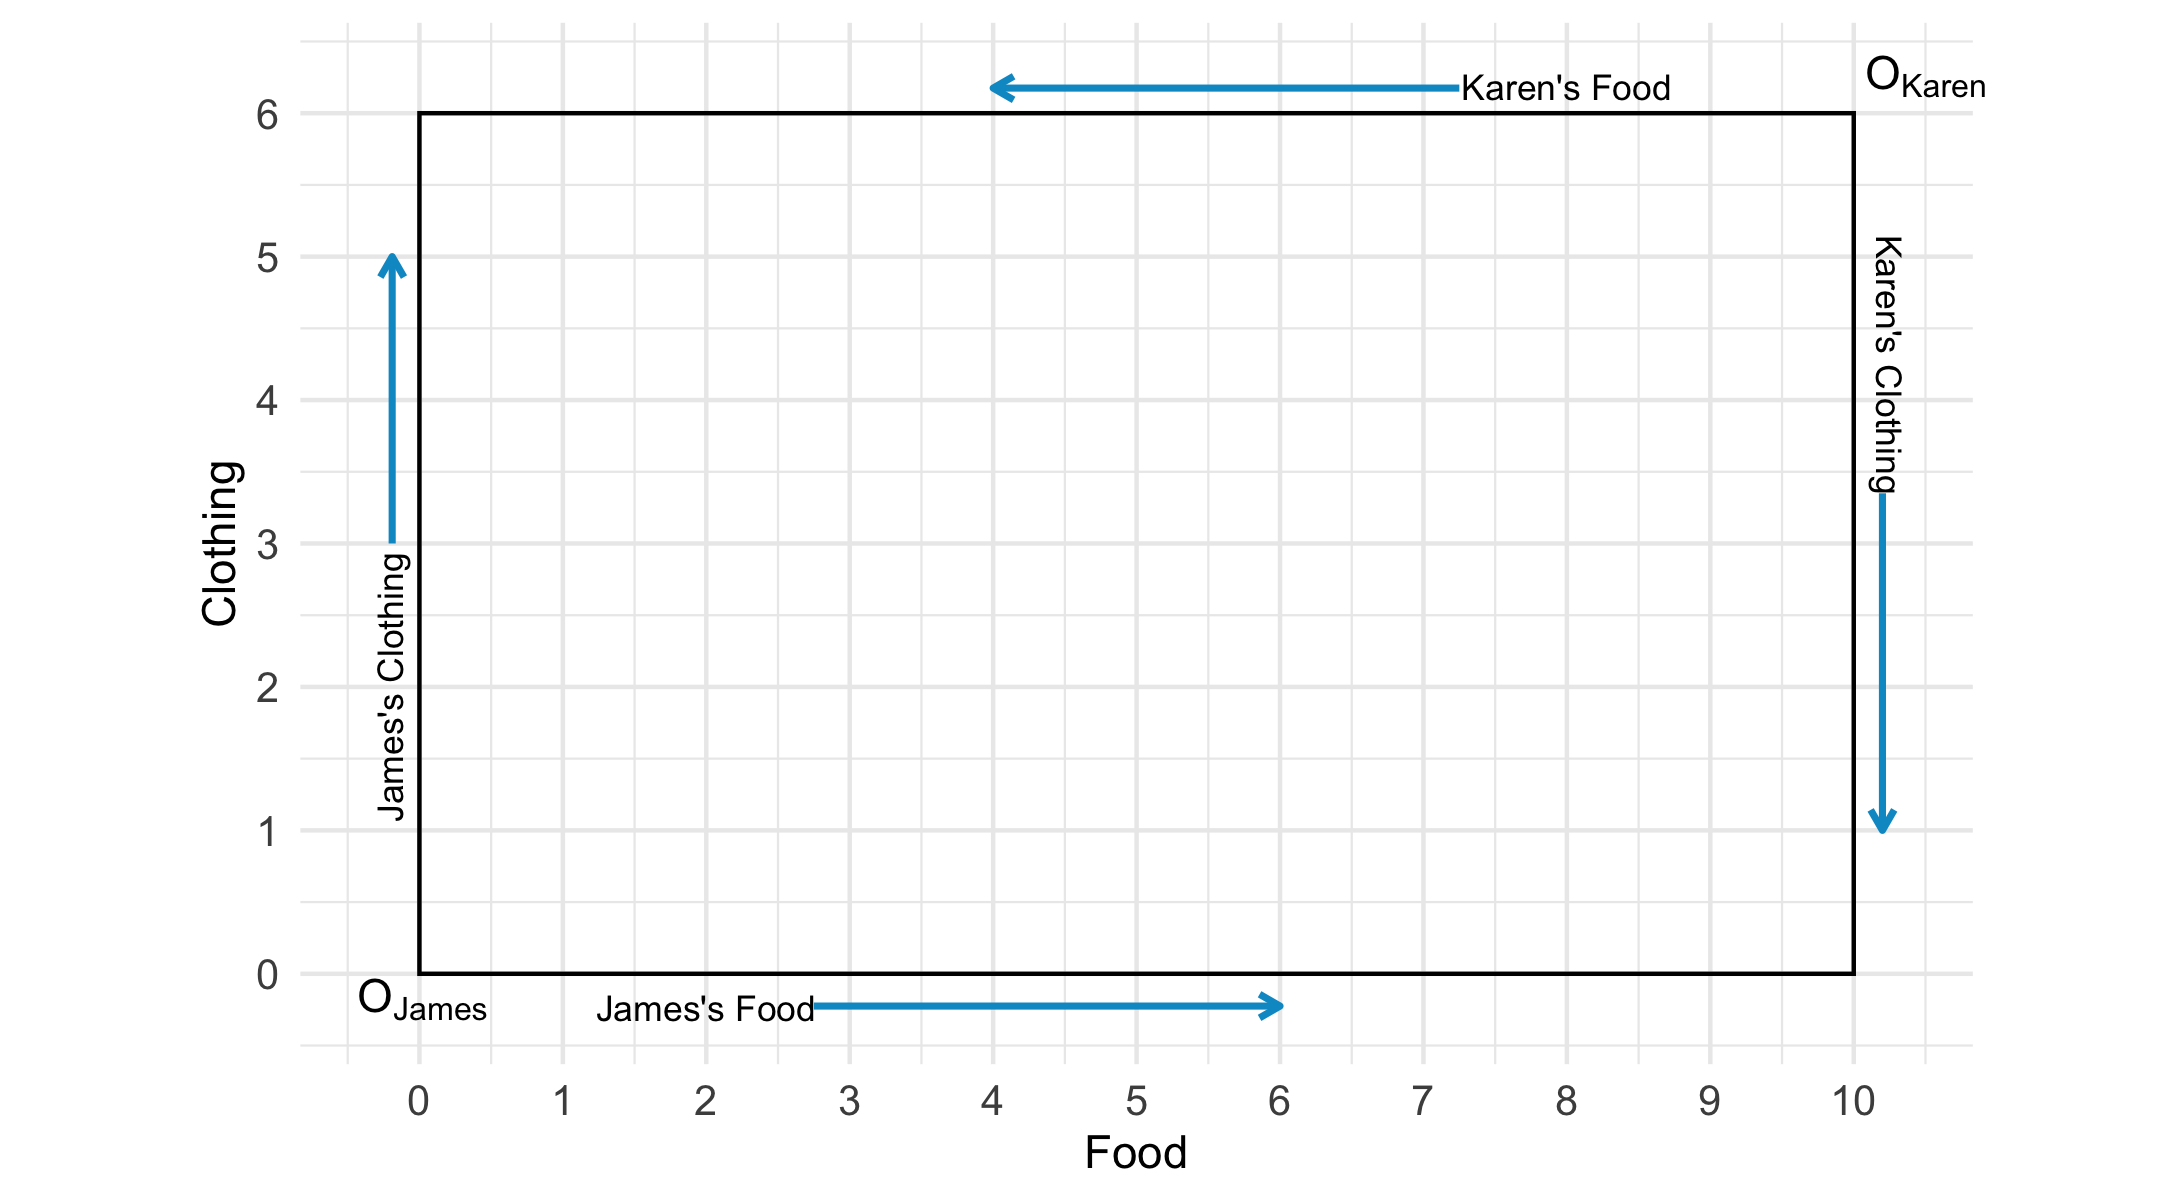 Karen's Food
OKaren
6
5
4
3
2
1
0
Clothing
James's Clothing
Karen's Clothing
OJames
James's Food
0 1 2 3 4 5 6 7 8 9 10
Food